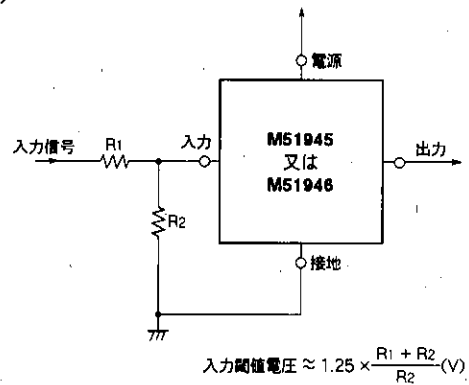 電源
入力信号
R1
入力
M51945
又は
M51946
出力
R2
接地
入力閾値電圧 ≈ 1.25 × (R1 + R2)/R2 (V)